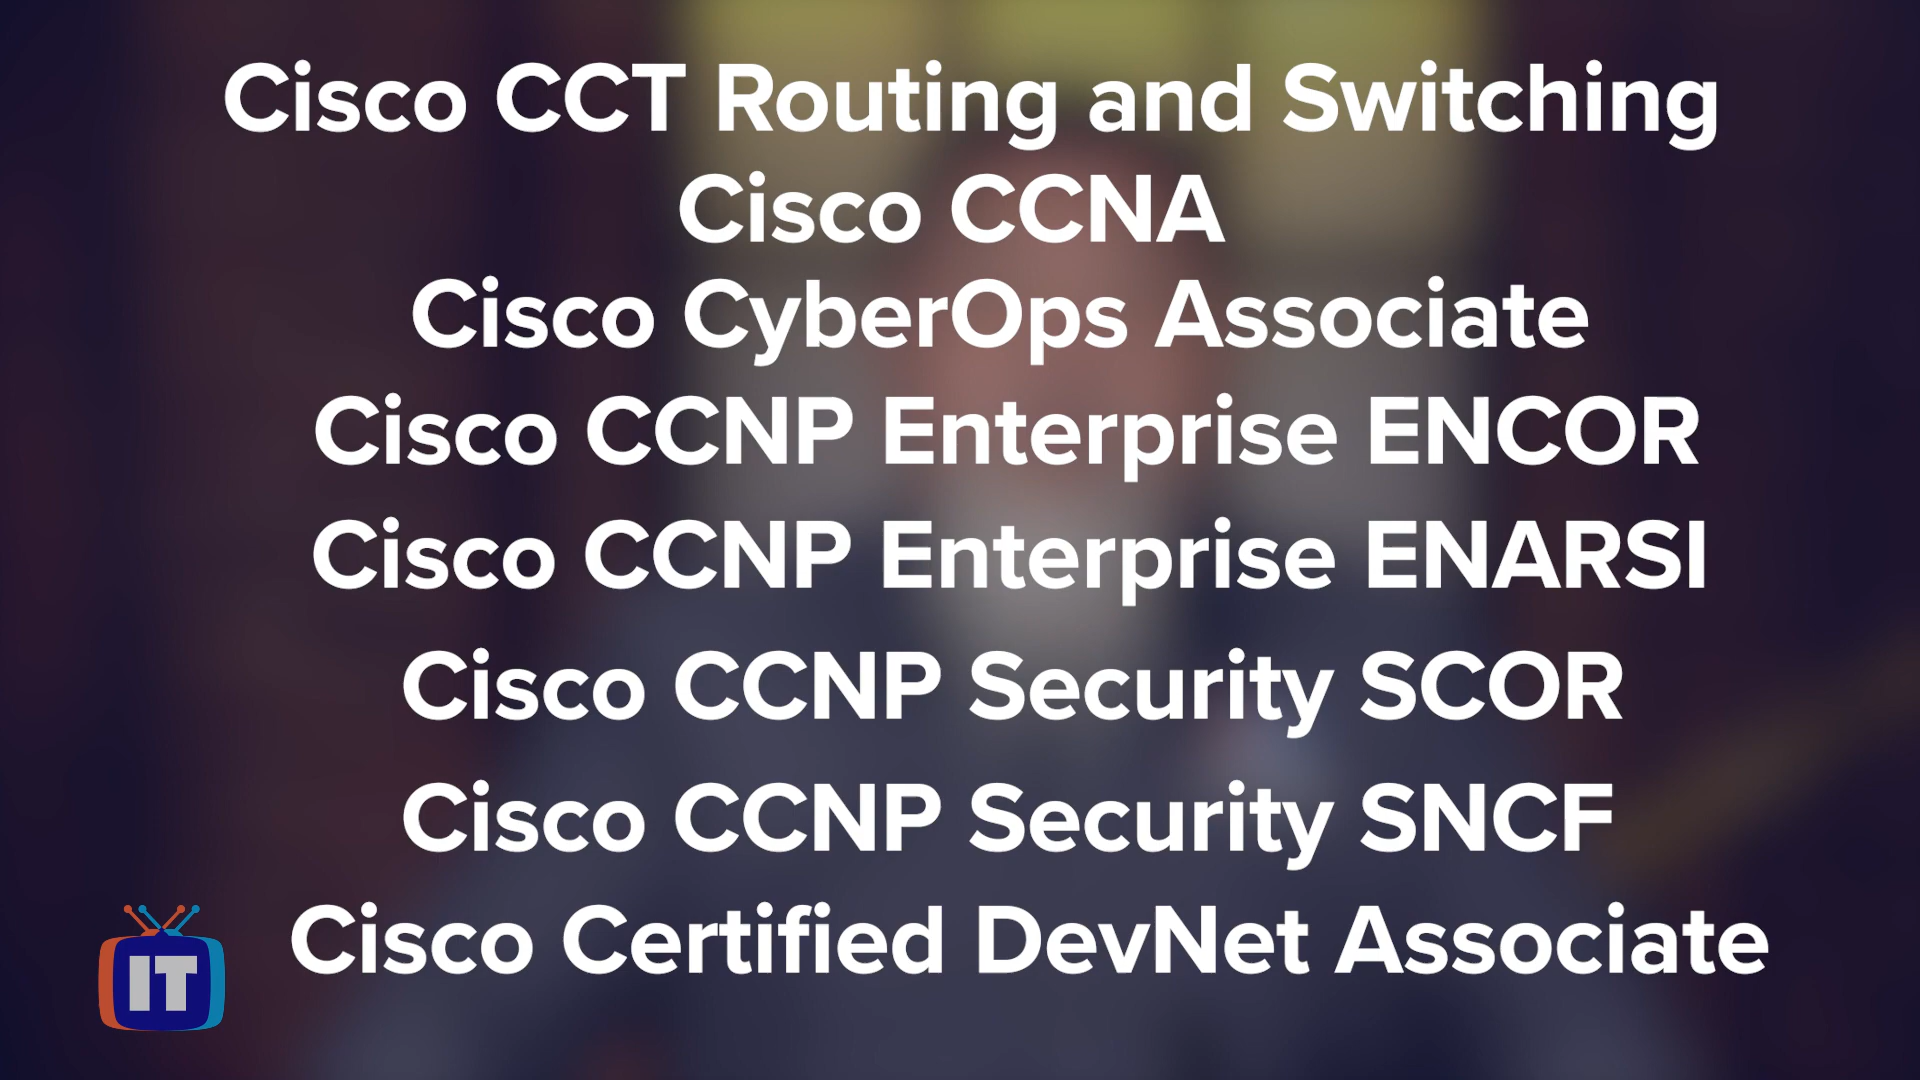 Cisco CCT Routing and Switching
Cisco CCNA
Cisco CyberOps Associate
Cisco CCNP Enterprise ENCOR
Cisco CCNP Enterprise ENARSI
Cisco CCNP Security SCOR
Cisco CCNP Security SNCF
Cisco Certified DevNet Associate
IT